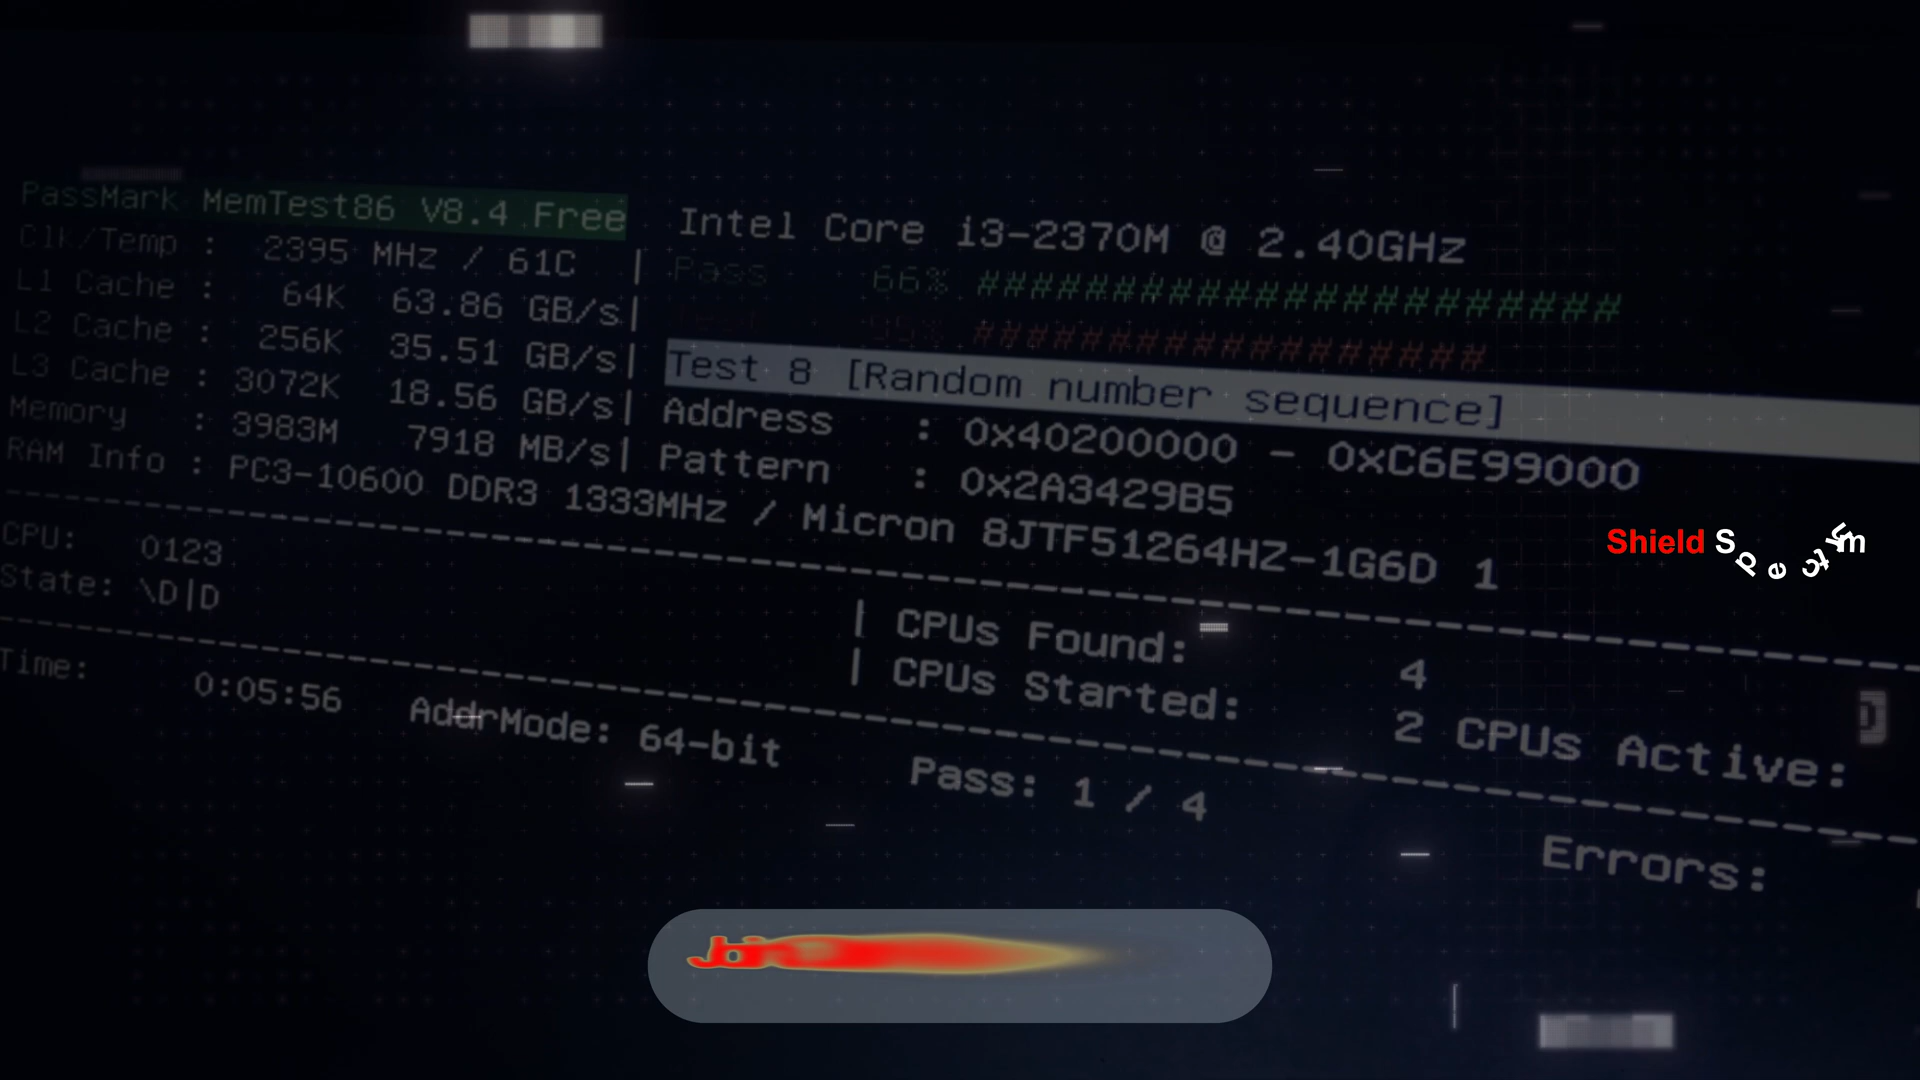 PassMark MemTest86 V8.4 Free
Intel Core i3-2370M @ 2.40GHz
Clk/Temp : 2395 MHz / 61C |
Pass 66% #######################
L1 Cache : 64K 63.86 GB/s|
Test 99% ##################
L2 Cache : 256K 35.51 GB/s|
Test 8 [Random number sequence]
L3 Cache : 3072K 18.56 GB/s|
Address : 0x40200000 - 0xC6E99000
Memory : 3983M 7918 MB/s|
Pattern : 0x2A3429B5
RAM Info : PC3-10600 DDR3 1333MHz / Micron 8JTF51264HZ-1G6D 1
Shield Spectrum
CPU: 0123
| CPUs Found: 4
State: \D|D
| CPUs Started: 2 CPUs Active:
Time: 0:05:56 AddrMode: 64-bit Pass: 1 / 4 Errors: